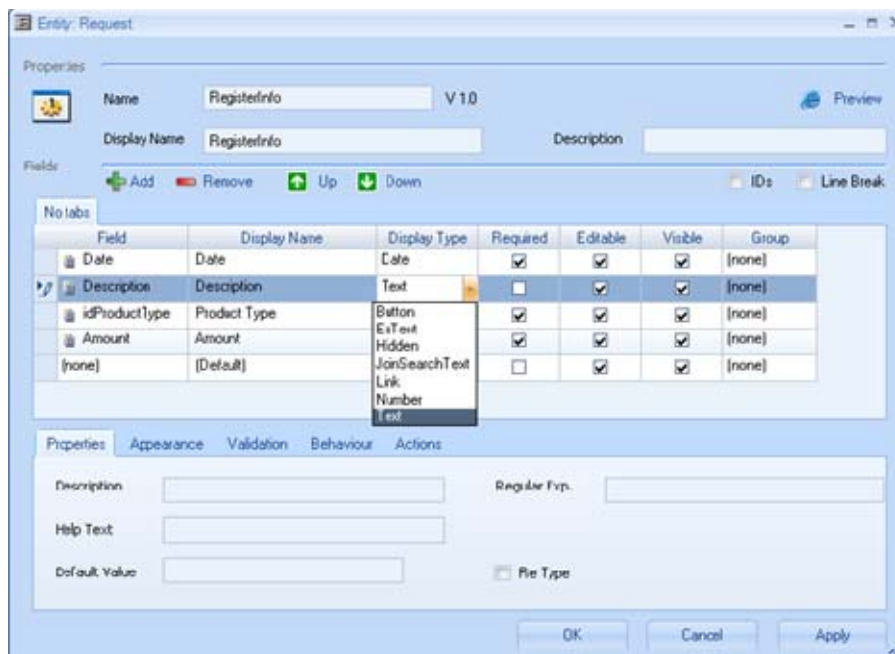 Entity: Request
Properties
Name RegisterInfo V 1.0 Preview
Display Name RegisterInfo Description
Fields
Add Remove Up Down IDs Line Break
No tabs
Field Display Name Display Type Required Editable Visible Group
Date Date Date (none)
Description Description Text (none)
idProductType Product Type (none)
Amount Amount (none)
(none) (Default) (none)
Button
ExText
Hidden
JoinSearchText
Link
Number
Text
Properties Appearance Validation Behaviour Actions
Description Regular Exp.
Help Text
Default Value Re Type
OK Cancel Apply